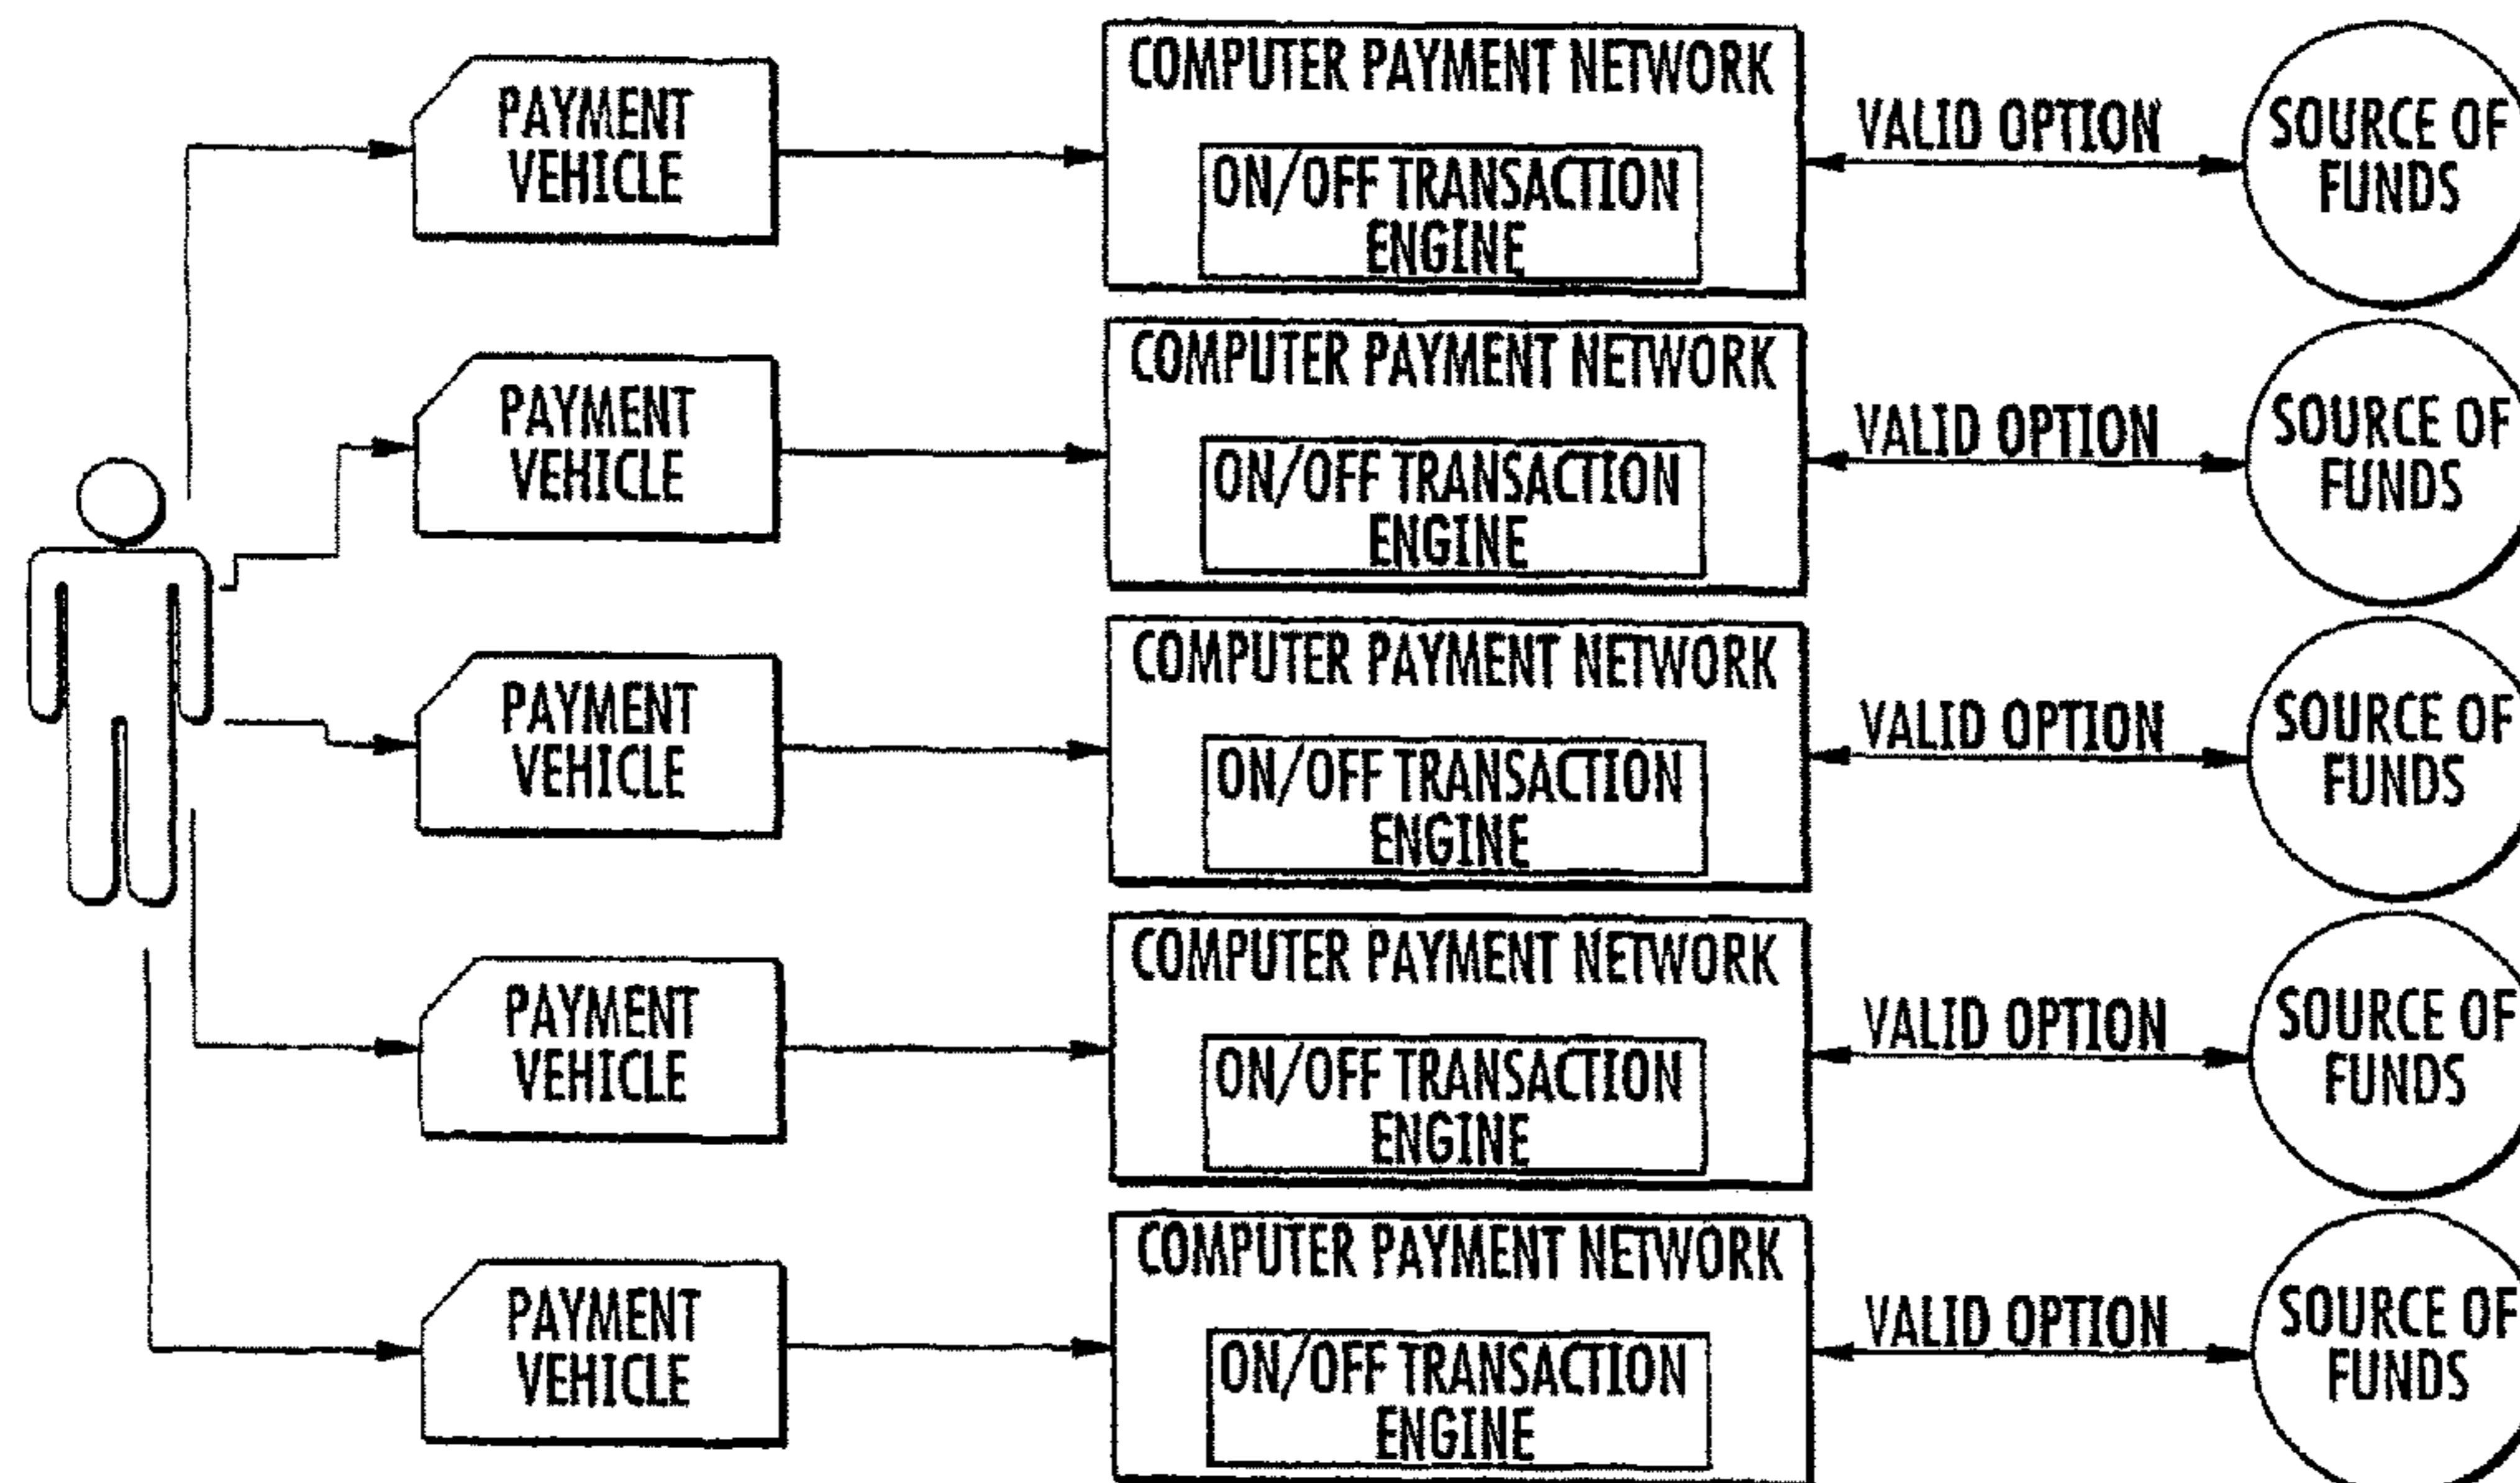 PAYMENT
VEHICLE
COMPUTER PAYMENT NETWORK
ON/OFF TRANSACTION
ENGINE
VALID OPTION
SOURCE OF
FUNDS
PAYMENT
VEHICLE
COMPUTER PAYMENT NETWORK
ON/OFF TRANSACTION
ENGINE
VALID OPTION
SOURCE OF
FUNDS
PAYMENT
VEHICLE
COMPUTER PAYMENT NETWORK
ON/OFF TRANSACTION
ENGINE
VALID OPTION
SOURCE OF
FUNDS
PAYMENT
VEHICLE
COMPUTER PAYMENT NETWORK
ON/OFF TRANSACTION
ENGINE
VALID OPTION
SOURCE OF
FUNDS
PAYMENT
VEHICLE
COMPUTER PAYMENT NETWORK
ON/OFF TRANSACTION
ENGINE
VALID OPTION
SOURCE OF
FUNDS